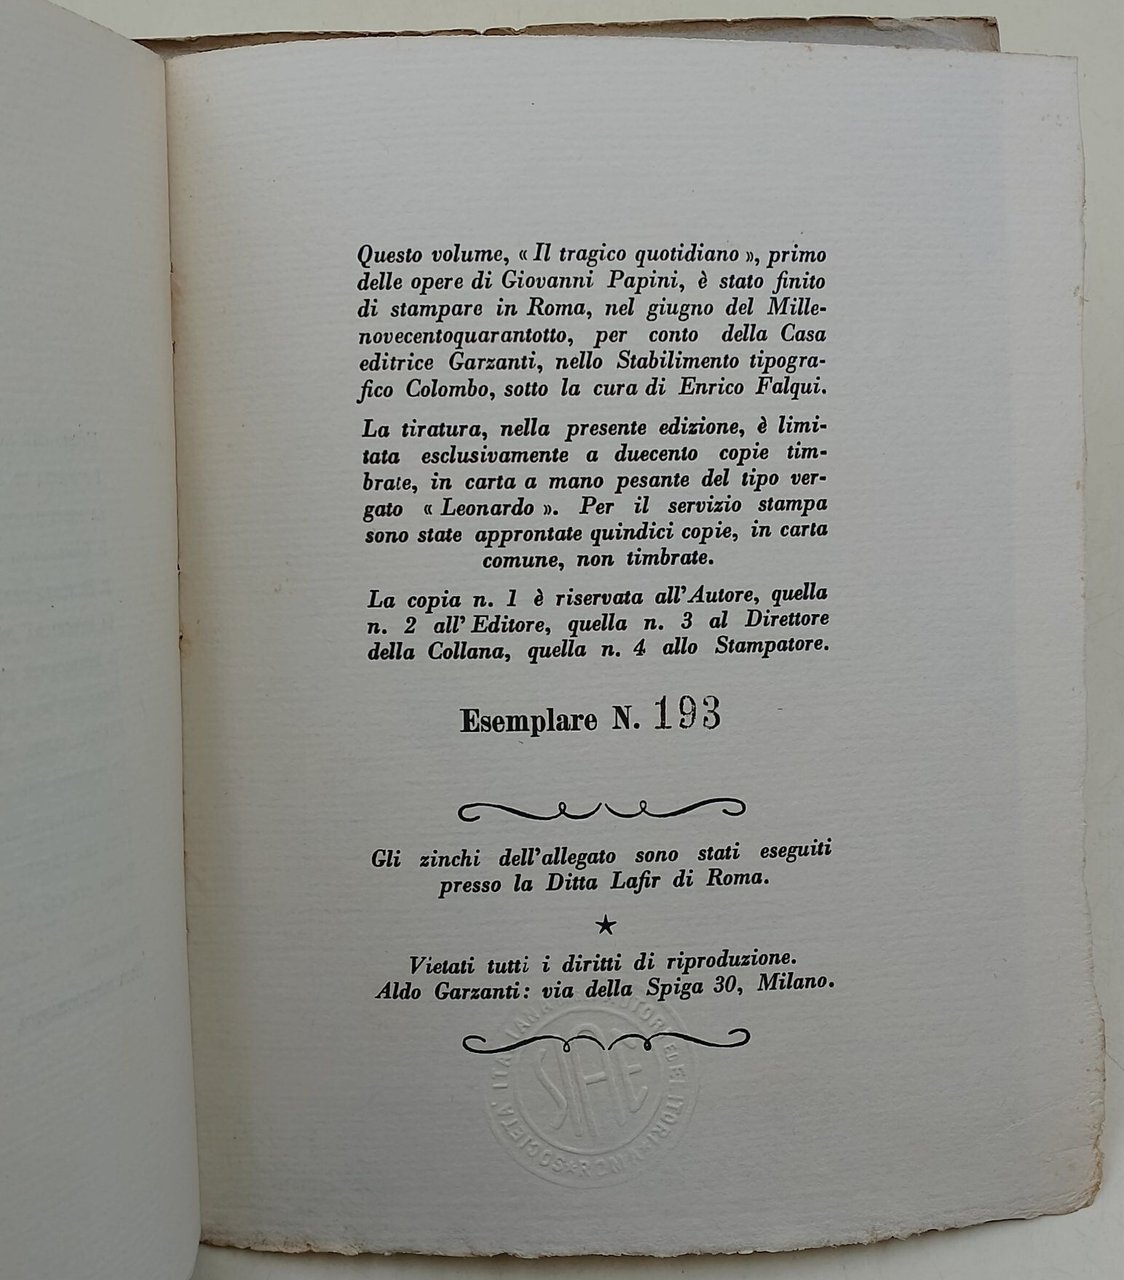 Questo volume, « Il tragico quotidiano », primo
delle opere di Giovanni Papini, è stato finito
di stampare in Roma, nel giugno del Mille-
novecentoquarantotto, per conto della Casa
editrice Garzanti, nello Stabilimento tipogra-
fico Colombo, sotto la cura di Enrico Falqui.
La tiratura, nella presente edizione, è limi-
tata esclusivamente a duecento copie tim-
brate, in carta a mano pesante del tipo ver-
gato « Leonardo ». Per il servizio stampa
sono state approntate quindici copie, in carta
comune, non timbrate.
La copia n. 1 è riservata all'Autore, quella
n. 2 all'Editore, quella n. 3 al Direttore
della Collana, quella n. 4 allo Stampatore.
Esemplare N. 193
Gli zinchi dell'allegato sono stati eseguiti
presso la Ditta Lafir di Roma.
★
Vietati tutti i diritti di riproduzione.
Aldo Garzanti: via della Spiga 30, Milano.
SOCIETÀ ITALIANA AUTORI ED EDITORI
SIAE
ROMA